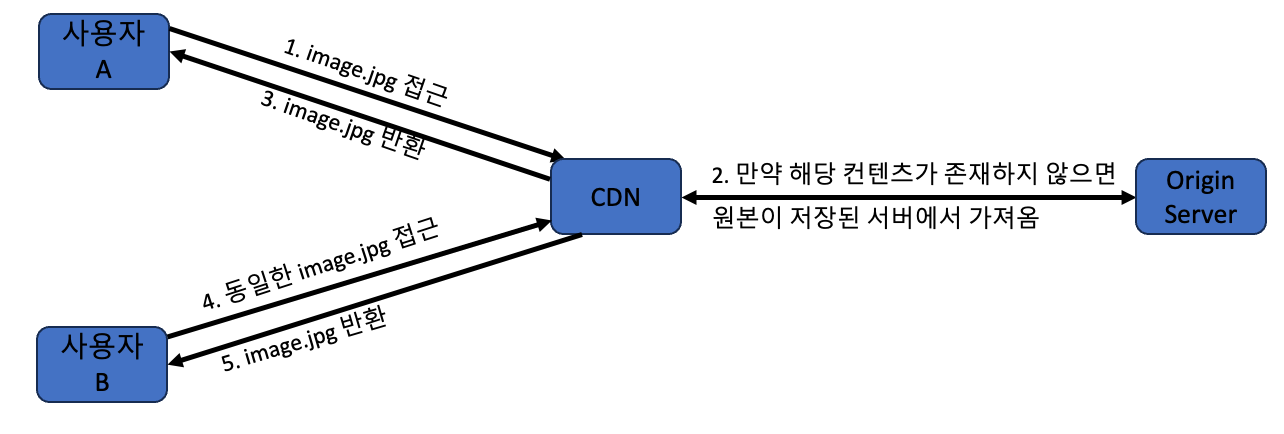 사용자
A
1. image.jpg 접근
3. image.jpg 반환
CDN
2. 만약 해당 컨텐츠가 존재하지 않으면
원본이 저장된 서버에서 가져옴
Origin
Server
4. 동일한 image.jpg 접근
5. image.jpg 반환
사용자
B